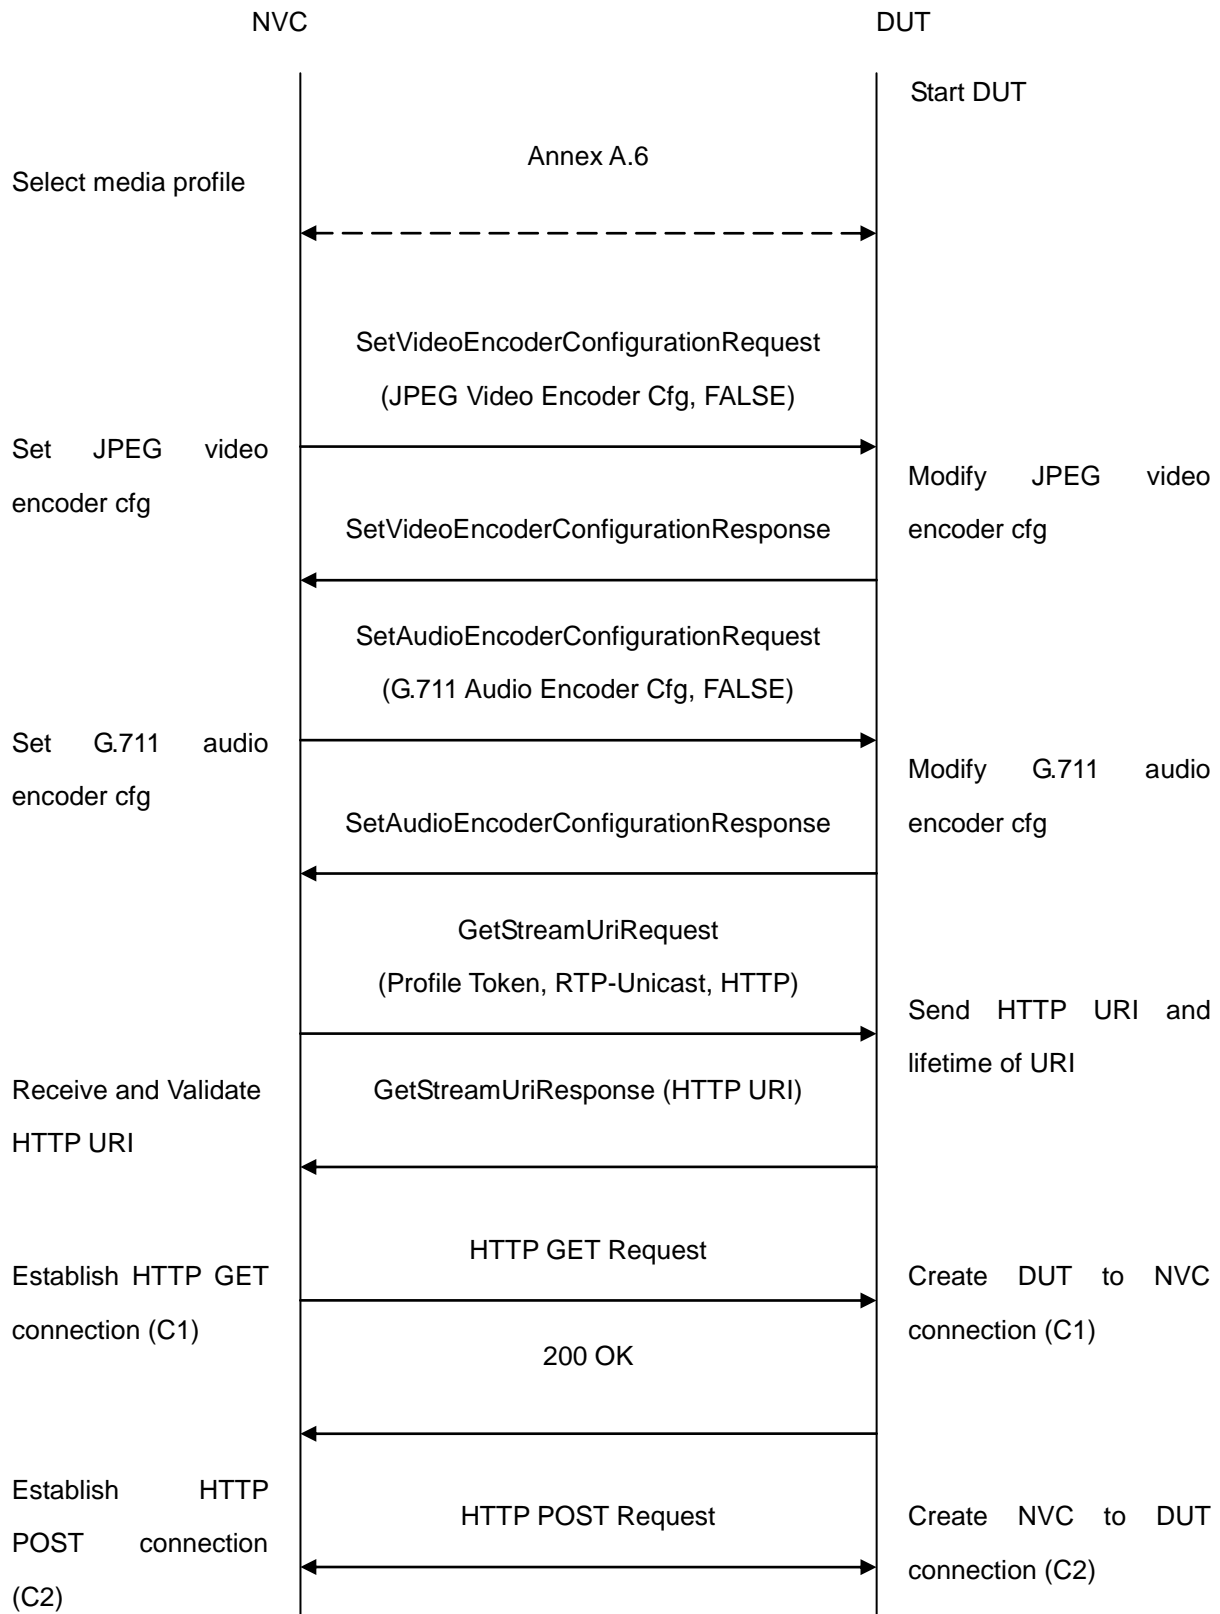 NVC
DUT
Start DUT
Annex A.6
Select media profile
SetVideoEncoderConfigurationRequest
(JPEG Video Encoder Cfg, FALSE)
Set JPEG video
encoder cfg
Modify JPEG video
encoder cfg
SetVideoEncoderConfigurationResponse
SetAudioEncoderConfigurationRequest
(G.711 Audio Encoder Cfg, FALSE)
Set G.711 audio
encoder cfg
Modify G.711 audio
encoder cfg
SetAudioEncoderConfigurationResponse
GetStreamUriRequest
(Profile Token, RTP-Unicast, HTTP)
Send HTTP URI and
lifetime of URI
Receive and Validate
HTTP URI
GetStreamUriResponse (HTTP URI)
HTTP GET Request
Establish HTTP GET
connection (C1)
Create DUT to NVC
connection (C1)
200 OK
Establish HTTP
POST connection
(C2)
HTTP POST Request
Create NVC to DUT
connection (C2)